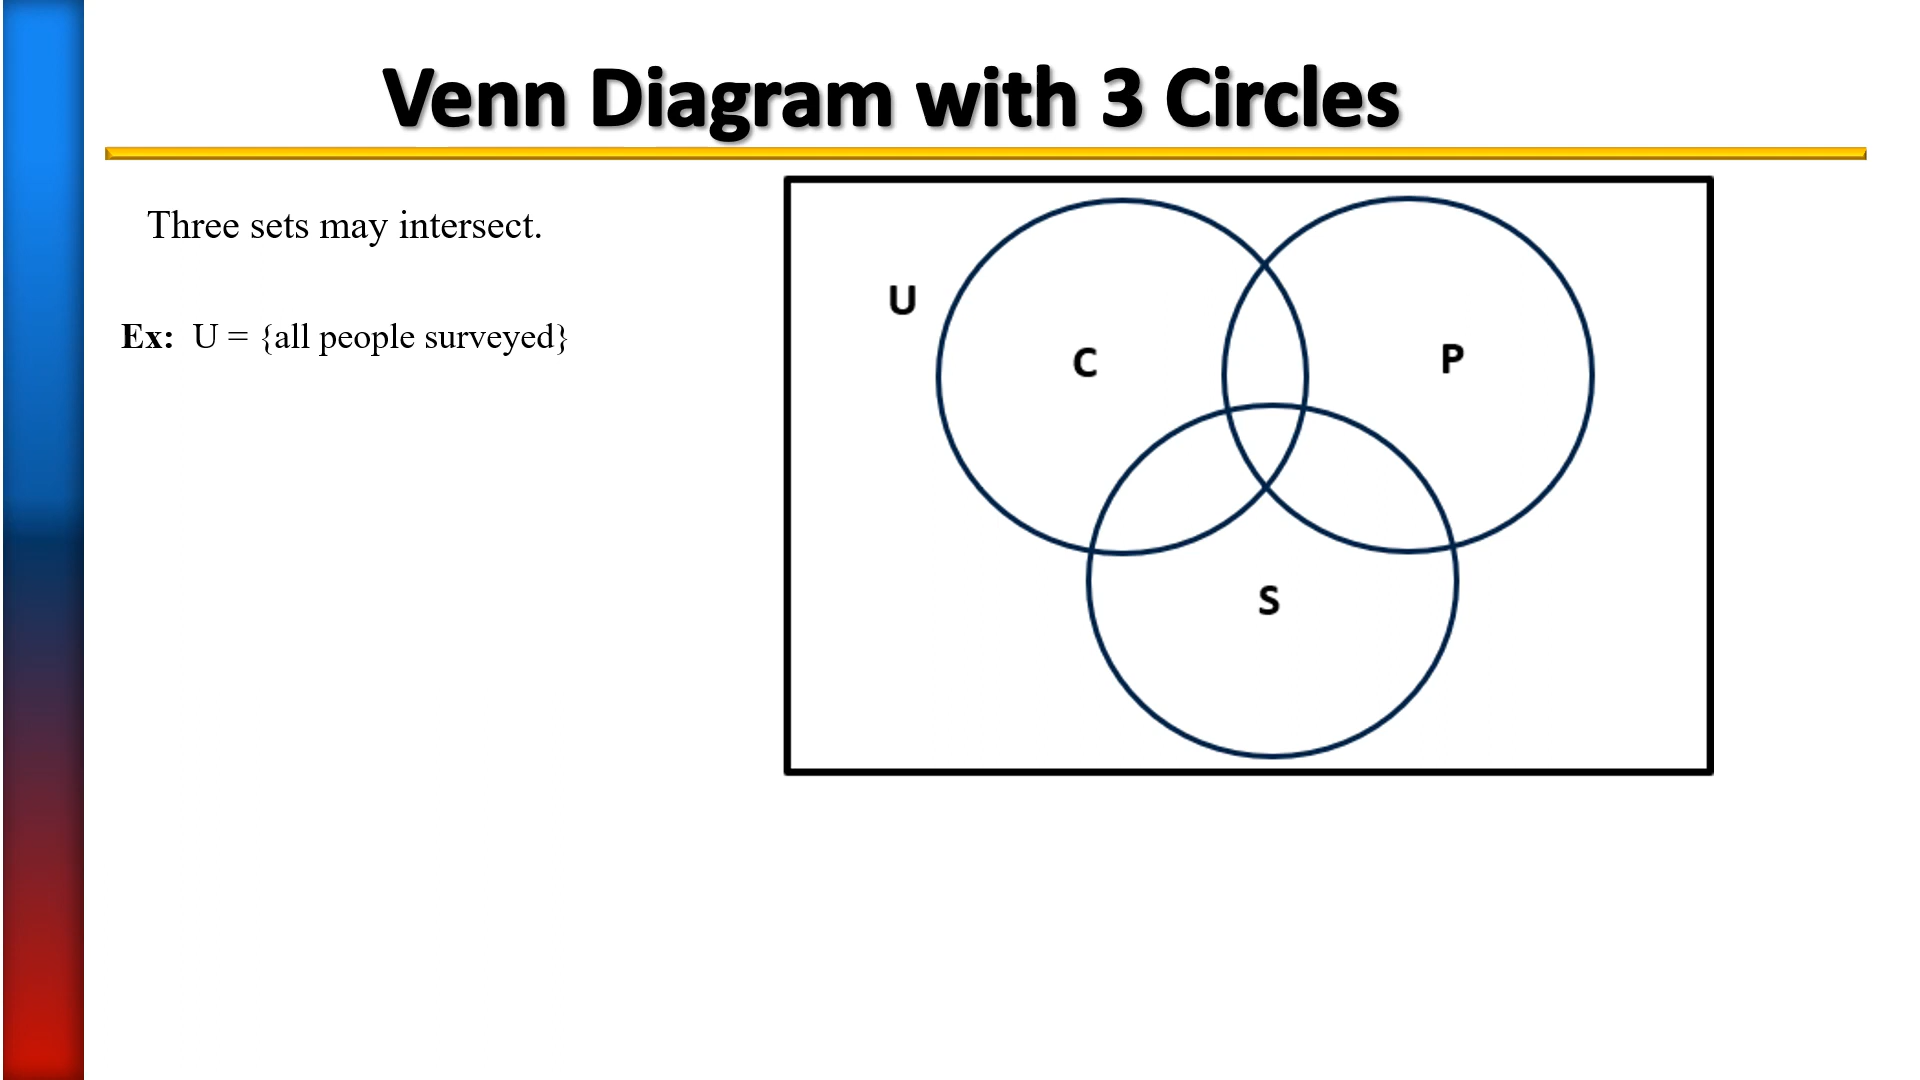 Venn Diagram with 3 Circles
Three sets may intersect.
Ex: U = {all people surveyed}
U
C
P
S